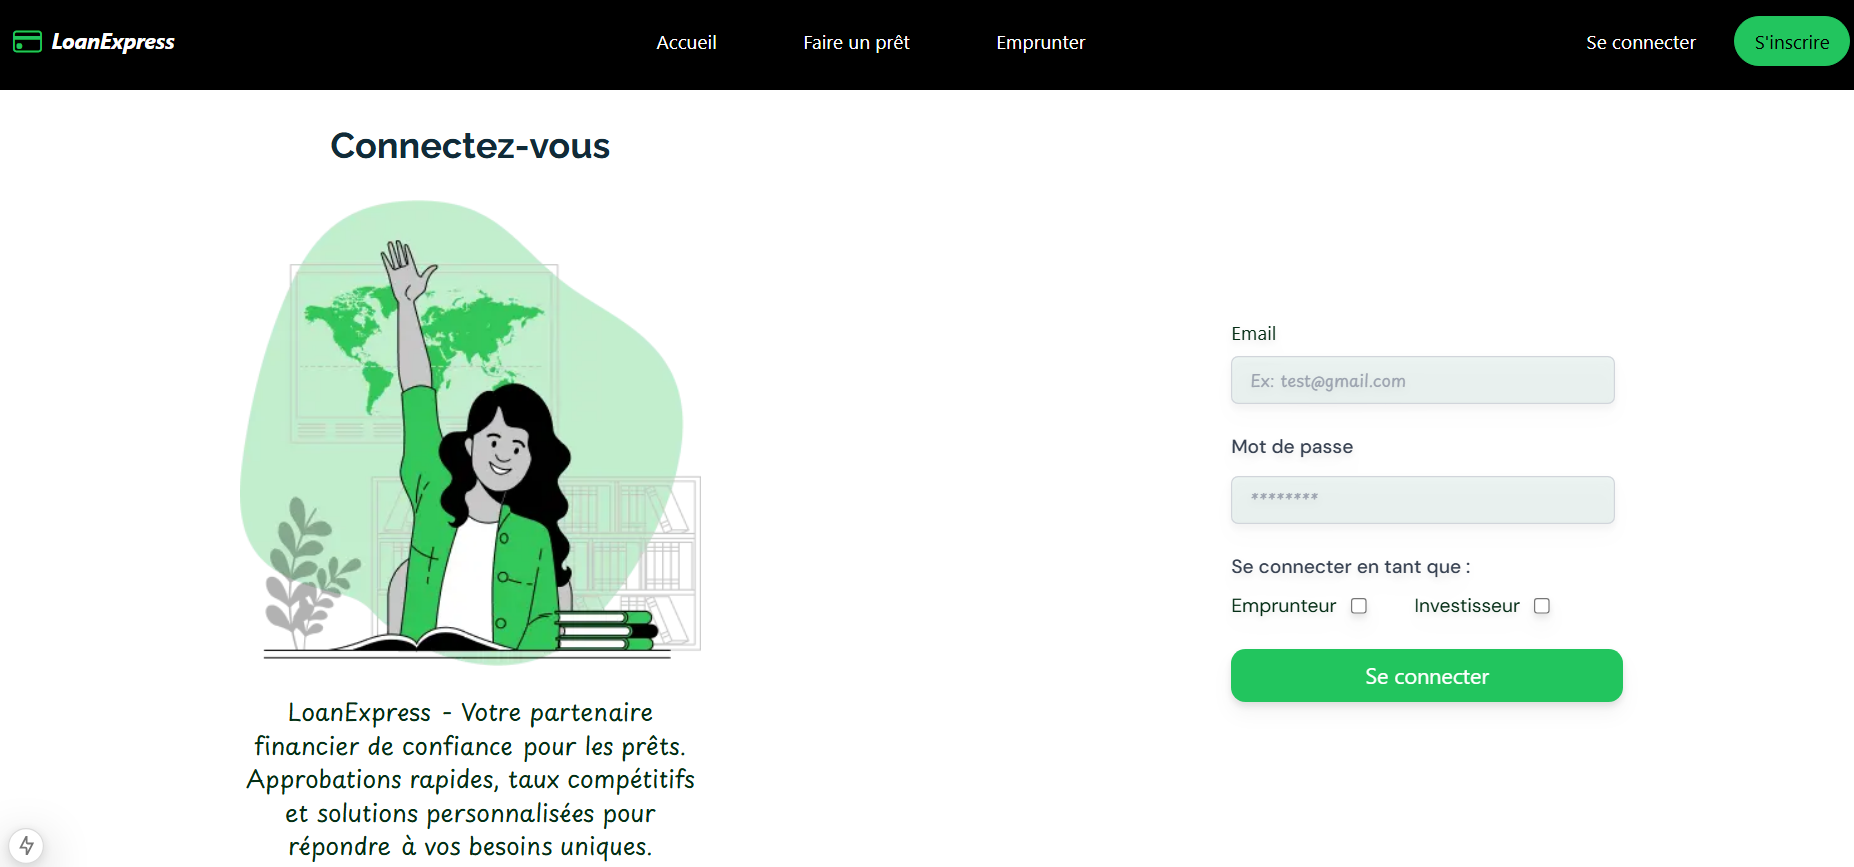 LoanExpress
Accueil
Faire un prêt
Emprunter
Se connecter
S'inscrire
Connectez-vous
LoanExpress - Votre partenaire
financier de confiance pour les prêts.
Approbations rapides, taux compétitifs
et solutions personnalisées pour
répondre à vos besoins uniques.
Email
Ex: test@gmail.com
Mot de passe
********
Se connecter en tant que :
Emprunteur
Investisseur
Se connecter